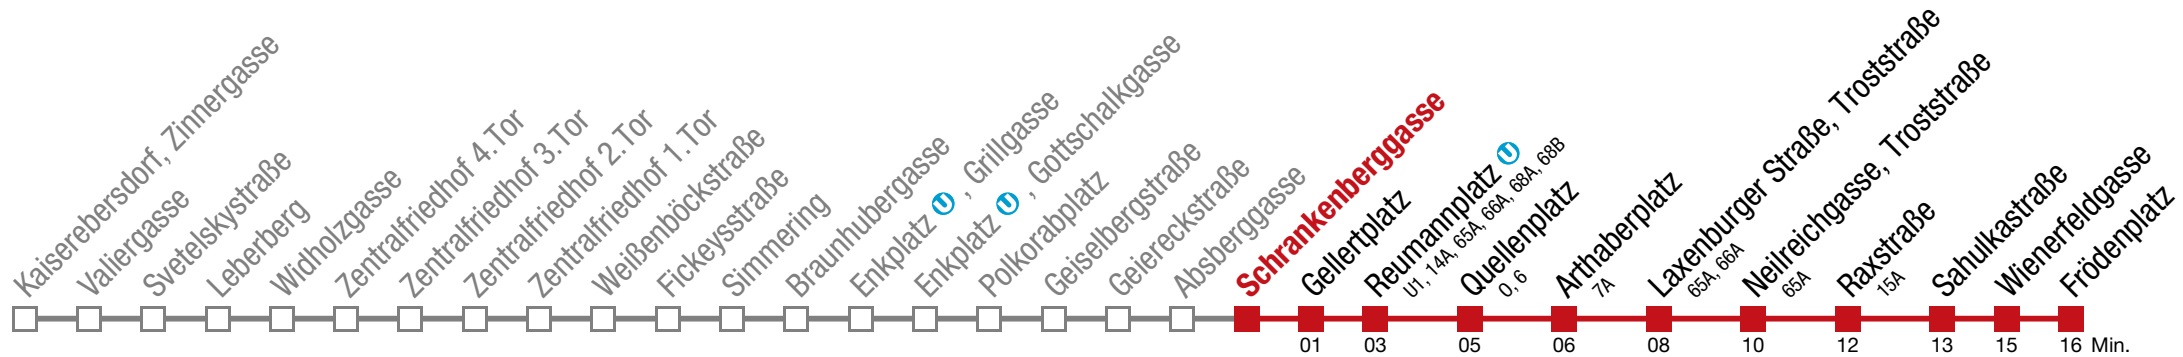 Kaiserebersdorf, Zinnergasse
Valiergasse
Svetelskystraße
Leberberg
Widholzgasse
Zentralfriedhof 4. Tor
Zentralfriedhof 3. Tor
Zentralfriedhof 2. Tor
Zentralfriedhof 1. Tor
Weißenböckstraße
Fickeysstraße
Simmering
Braunhubergasse
Enkplatz U, Grillgasse
Enkplatz U, Gottschalkgasse
Polkorabplatz
Geiselbergstraße
Geiereckstraße
Absberggasse
Schrankenberggasse
Gellertplatz
Reumannplatz U
U1, 14A, 65A, 66A, 68A, 68B
Quellenplatz
0, 6
Arthaberplatz
7A
Laxenburger Straße, Troststraße
65A, 66A
Neilreichgasse, Troststraße
65A
Raxstraße
15A
Sahulkastraße
Wienerfeldgasse
Frödenplatz
01 03 05 06 08 10 12 13 15 16 Min.